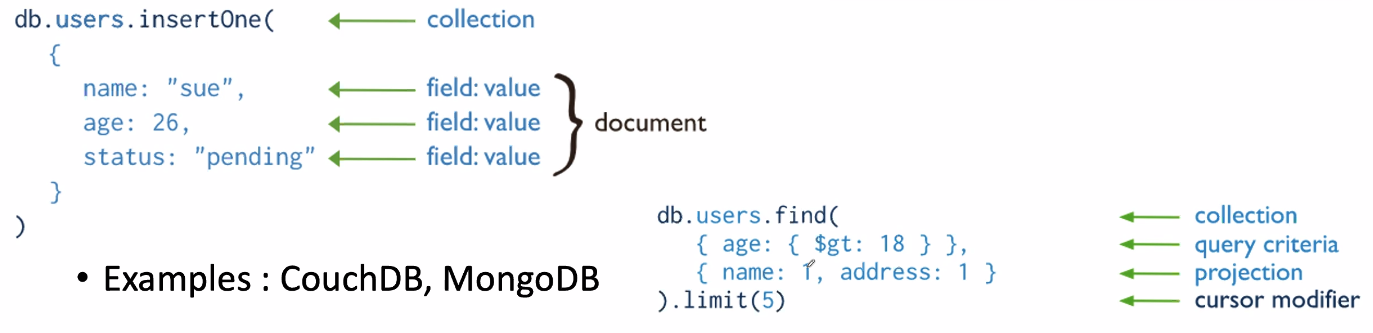 db.users.insertOne( collection
{
name: "sue", field: value
age: 26, field: value
status: "pending" field: value
} document
)
• Examples : CouchDB, MongoDB
db.users.find( collection
{ age: { $gt: 18 } }, query criteria
{ name: 1, address: 1 } projection
).limit(5) cursor modifier